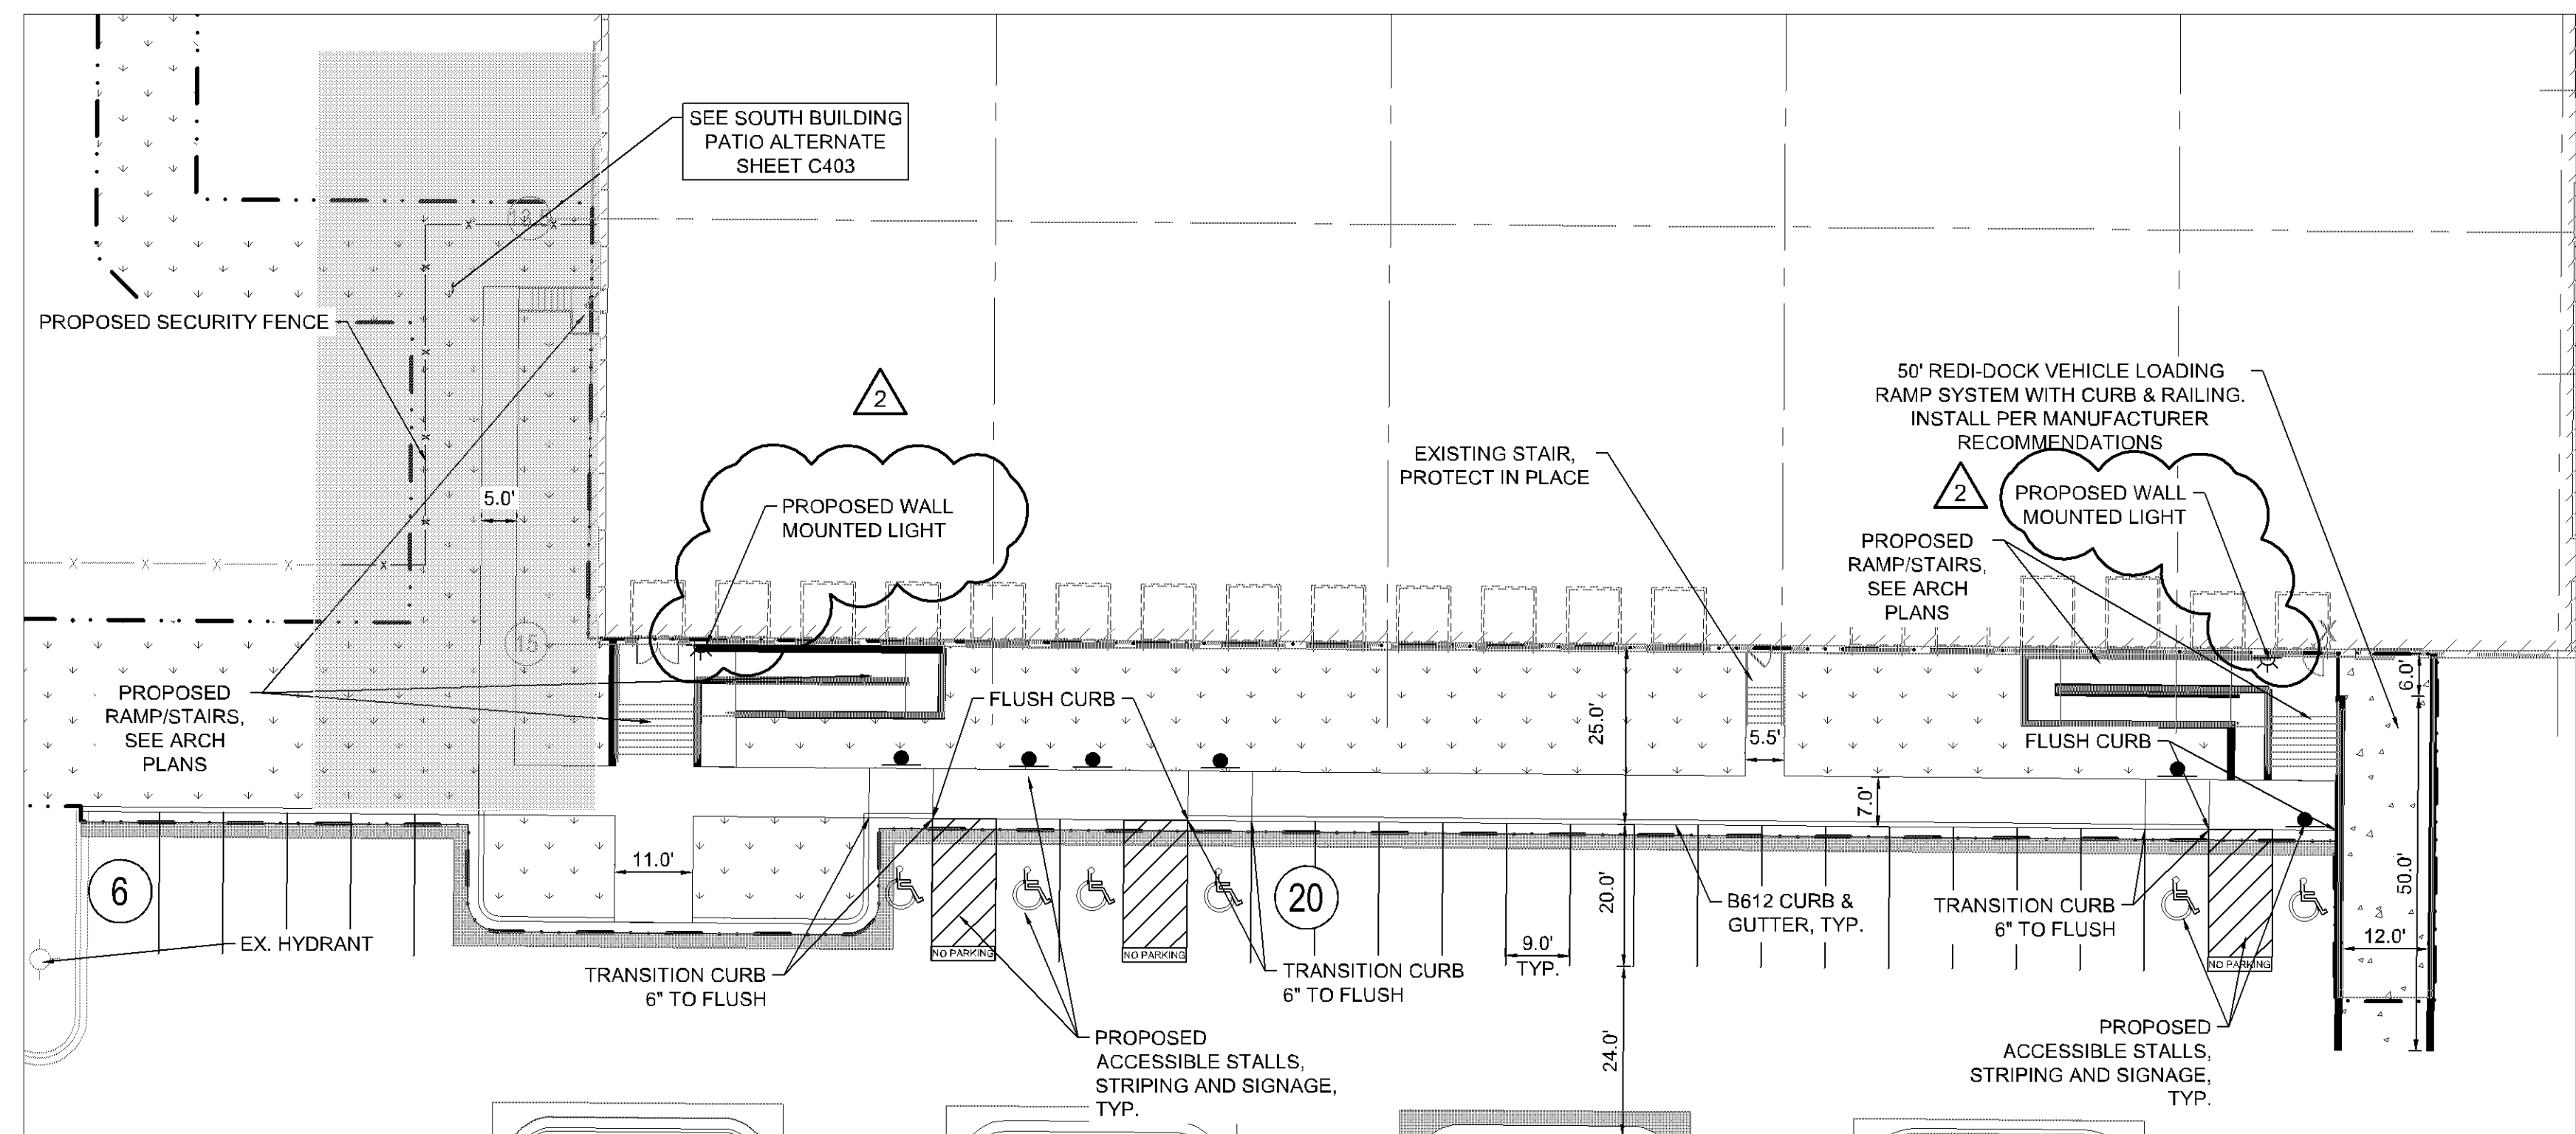 SEE SOUTH BUILDING
PATIO ALTERNATE
SHEET C403
PROPOSED SECURITY FENCE
2
50' REDI-DOCK VEHICLE LOADING
RAMP SYSTEM WITH CURB & RAILING.
INSTALL PER MANUFACTURER
RECOMMENDATIONS
EXISTING STAIR,
PROTECT IN PLACE
5.0'
PROPOSED WALL
MOUNTED LIGHT
2
PROPOSED WALL
MOUNTED LIGHT
PROPOSED
RAMP/STAIRS,
SEE ARCH
PLANS
15
PROPOSED
RAMP/STAIRS,
SEE ARCH
PLANS
FLUSH CURB
25.0'
5.5'
FLUSH CURB
6.0'
7.0'
11.0'
6
20
20.0'
B612 CURB &
GUTTER, TYP.
TRANSITION CURB
6" TO FLUSH
50.0'
12.0'
EX. HYDRANT
NO PARKING
NO PARKING
9.0'
TYP.
NO PARKING
TRANSITION CURB
6" TO FLUSH
TRANSITION CURB
6" TO FLUSH
24.0'
PROPOSED
ACCESSIBLE STALLS,
STRIPING AND SIGNAGE,
TYP.
PROPOSED
ACCESSIBLE STALLS,
STRIPING AND SIGNAGE,
TYP.